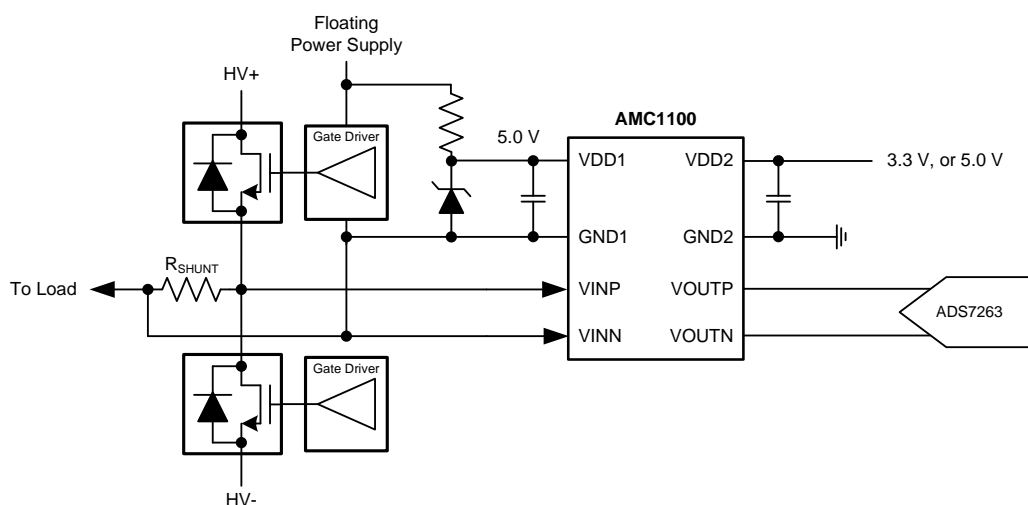 Floating
Power Supply
HV+
Gate Driver
5.0 V
AMC1100
VDD1
VDD2
3.3 V, or 5.0 V
GND1
GND2
RSHUNT
To Load
VINP
VOUTP
ADS7263
VINN
VOUTN
Gate Driver
HV-